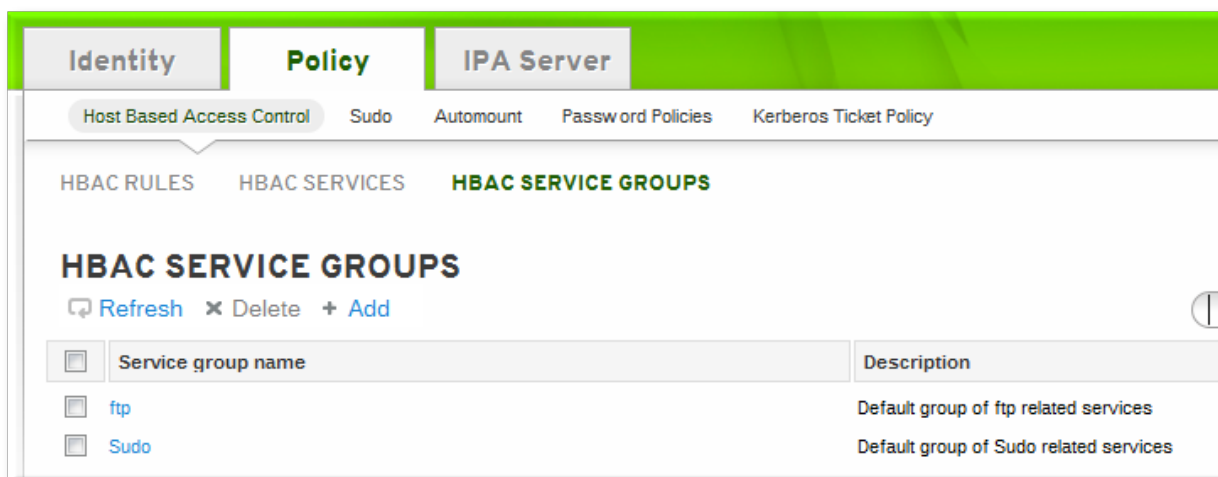 Identity Policy IPA Server
Host Based Access Control Sudo Automount Password Policies Kerberos Ticket Policy
HBAC RULES HBAC SERVICES HBAC SERVICE GROUPS
HBAC SERVICE GROUPS
Refresh Delete + Add
Service group name Description
ftp Default group of ftp related services
Sudo Default group of Sudo related services